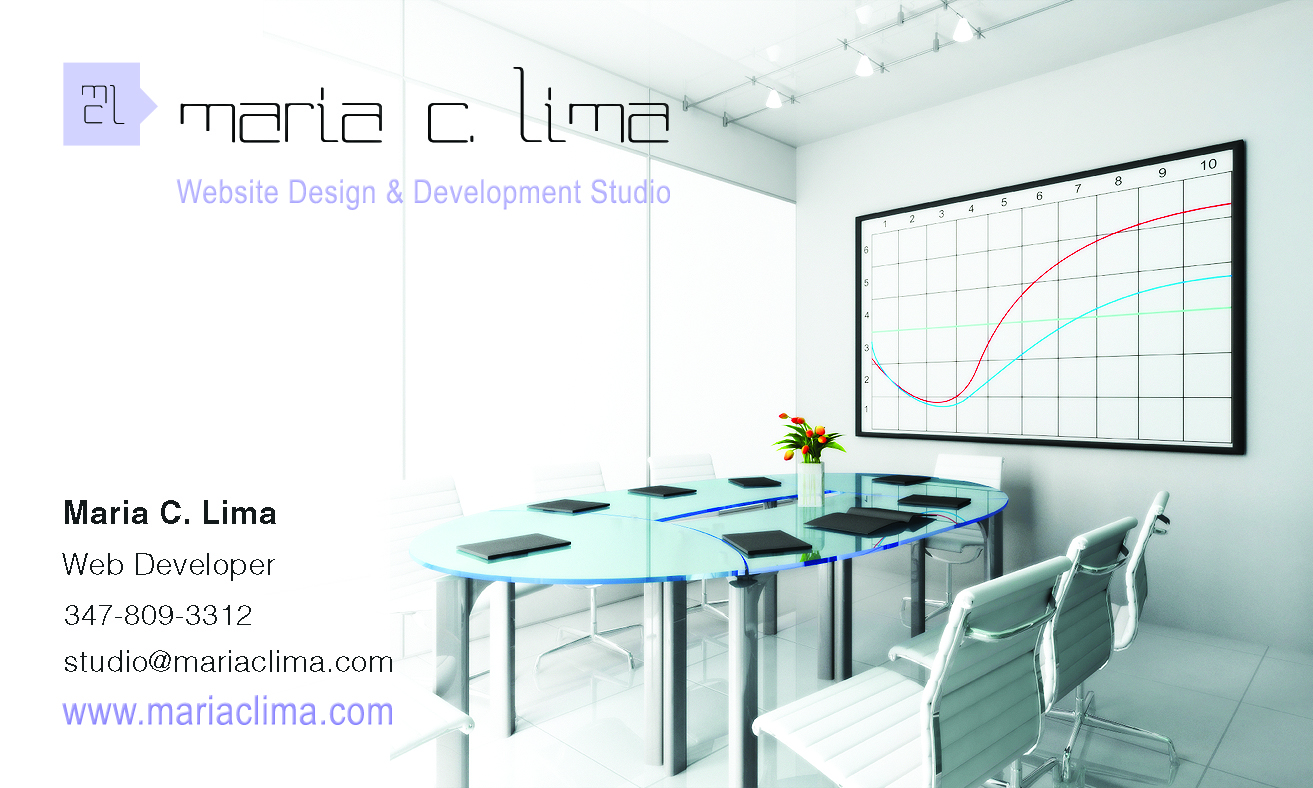 mcl
maria c. lima
Website Design & Development Studio
1 2 3 4 5 6 7 8 9 10
6
5
4
3
2
1
Maria C. Lima
Web Developer
347-809-3312
studio@mariaclima.com
www.mariaclima.com